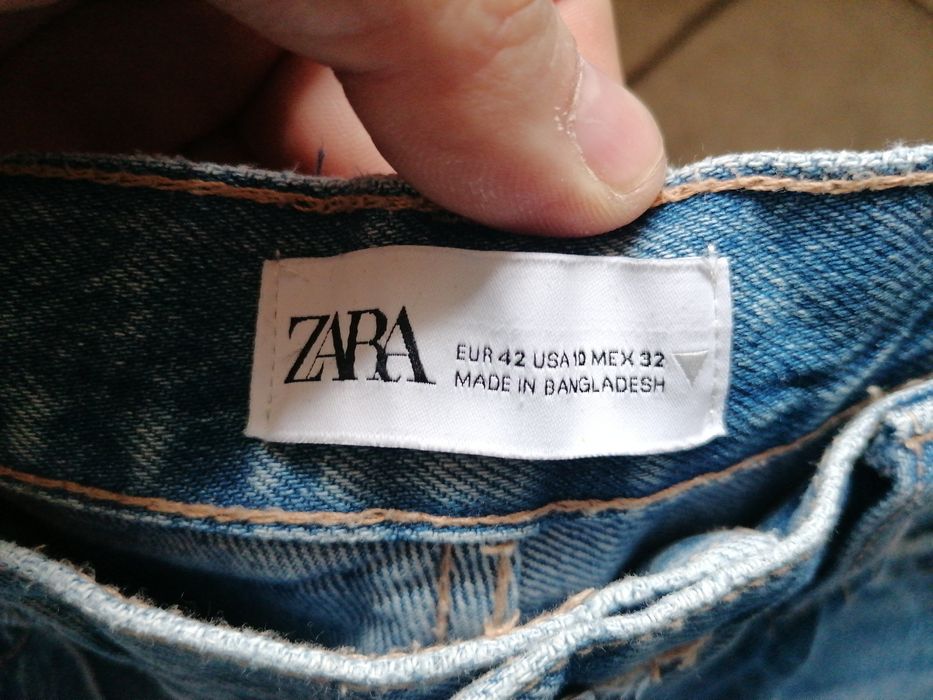 ZARA
EUR 42 USA 10 MEX 32
MADE IN BANGLADESH